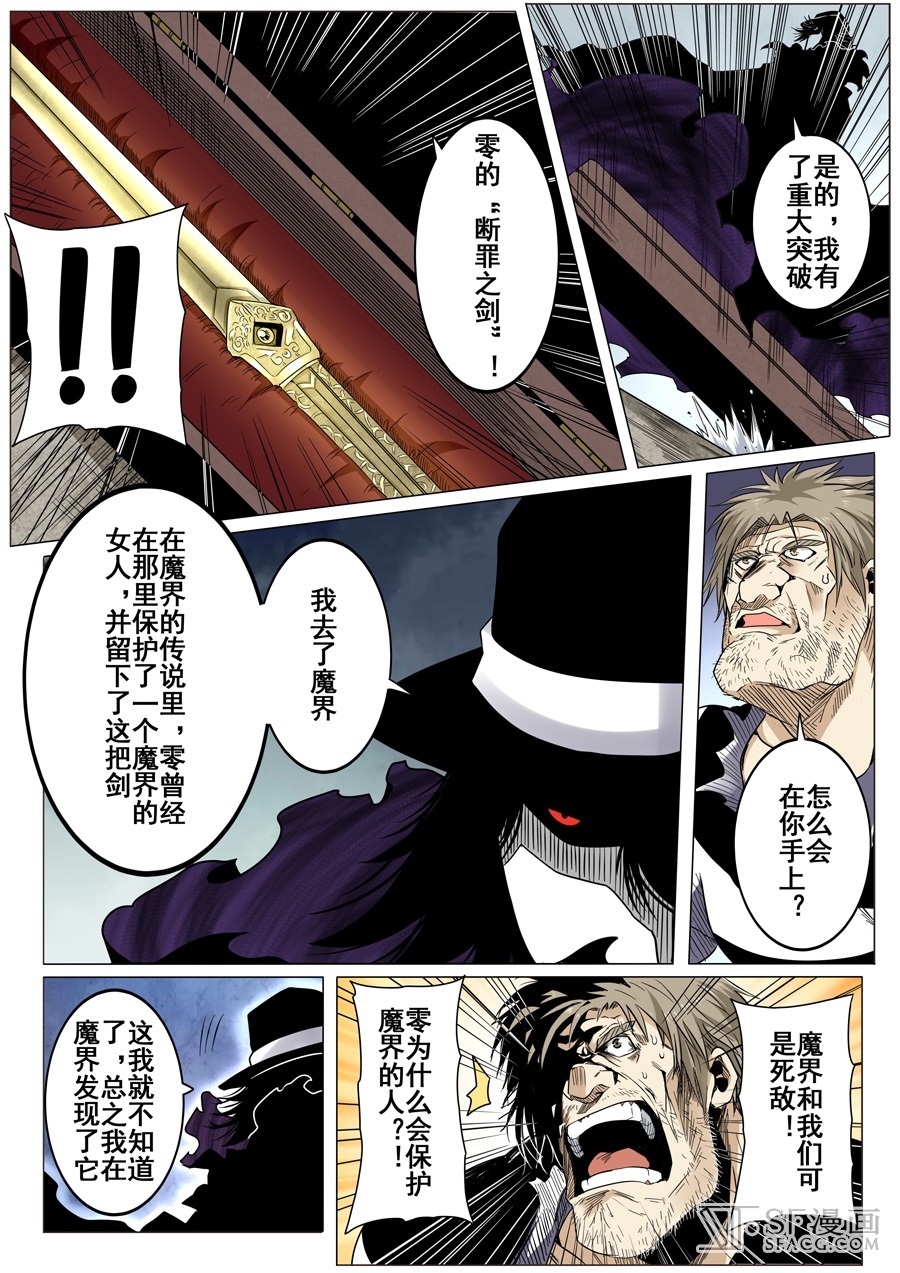 是的，我有
了重大突破
零的“断罪之剑”！
！！
怎么会
在你手上？
我去了魔界
在魔界的传说里，零曾经
在那里保护了一个魔界的
女人，并留下了这把剑
魔界和我们可
是死敌！
零为什么会保护
魔界的人？！
这我就不知道
了，总之我在
魔界发现了它
SF漫画
SFACG.COM